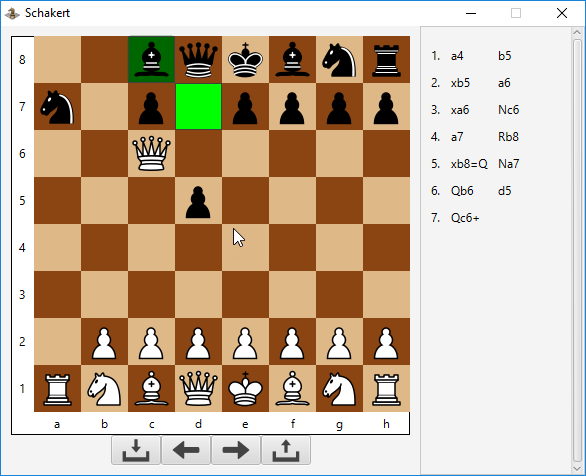 Schakert
8
7
6
5
4
3
2
1
a b c d e f g h
1. a4 b5
2. xb5 a6
3. xa6 Nc6
4. a7 Rb8
5. xb8=Q Na7
6. Qb6 d5
7. Qc6+